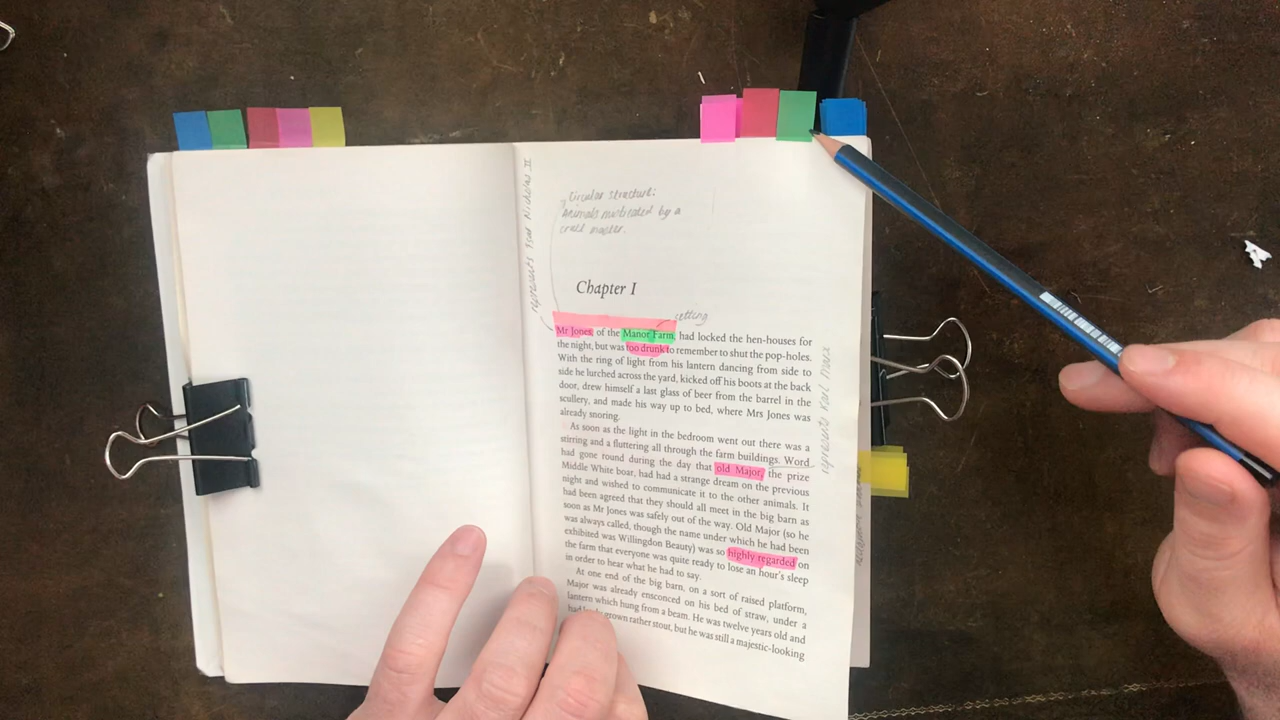 represents Tsar Nicholas II
Circular structure:
Animals mistreated by a
cruel master.
Chapter I
setting
Mr Jones, of the Manor Farm, had locked the hen-houses for
the night, but was too drunk to remember to shut the pop-holes.
With the ring of light from his lantern dancing from side to
side he lurched across the yard, kicked off his boots at the back
door, drew himself a last glass of beer from the barrel in the
scullery, and made his way up to bed, where Mrs Jones was
already snoring.
As soon as the light in the bedroom went out there was a
stirring and a fluttering all through the farm buildings. Word
had gone round during the day that old Major, the prize
Middle White boar, had had a strange dream on the previous
night and wished to communicate it to the other animals. It
had been agreed that they should all meet in the big barn as
soon as Mr Jones was safely out of the way. Old Major (so he
was always called, though the name under which he had been
exhibited was Willingdon Beauty) was so highly regarded on
the farm that everyone was quite ready to lose an hour's sleep
in order to hear what he had to say.
At one end of the big barn, on a sort of raised platform,
Major was already ensconced on his bed of straw, under a
lantern which hung from a beam. He was twelve years old and
had lately grown rather stout, but he was still a majestic-looking
represents Karl Marx